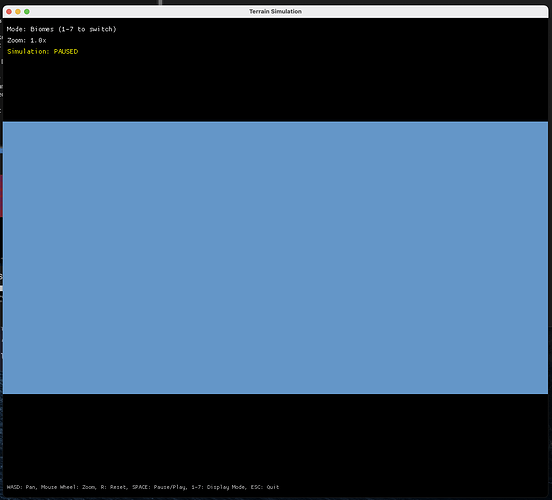 Terrain Simulation
Mode: Biomes (1-7 to switch)
Zoom: 1.0x
Simulation: PAUSED
WASD: Pan, Mouse Wheel: Zoom, R: Reset, SPACE: Pause/Play, 1-7: Display Mode, ESC: Quit